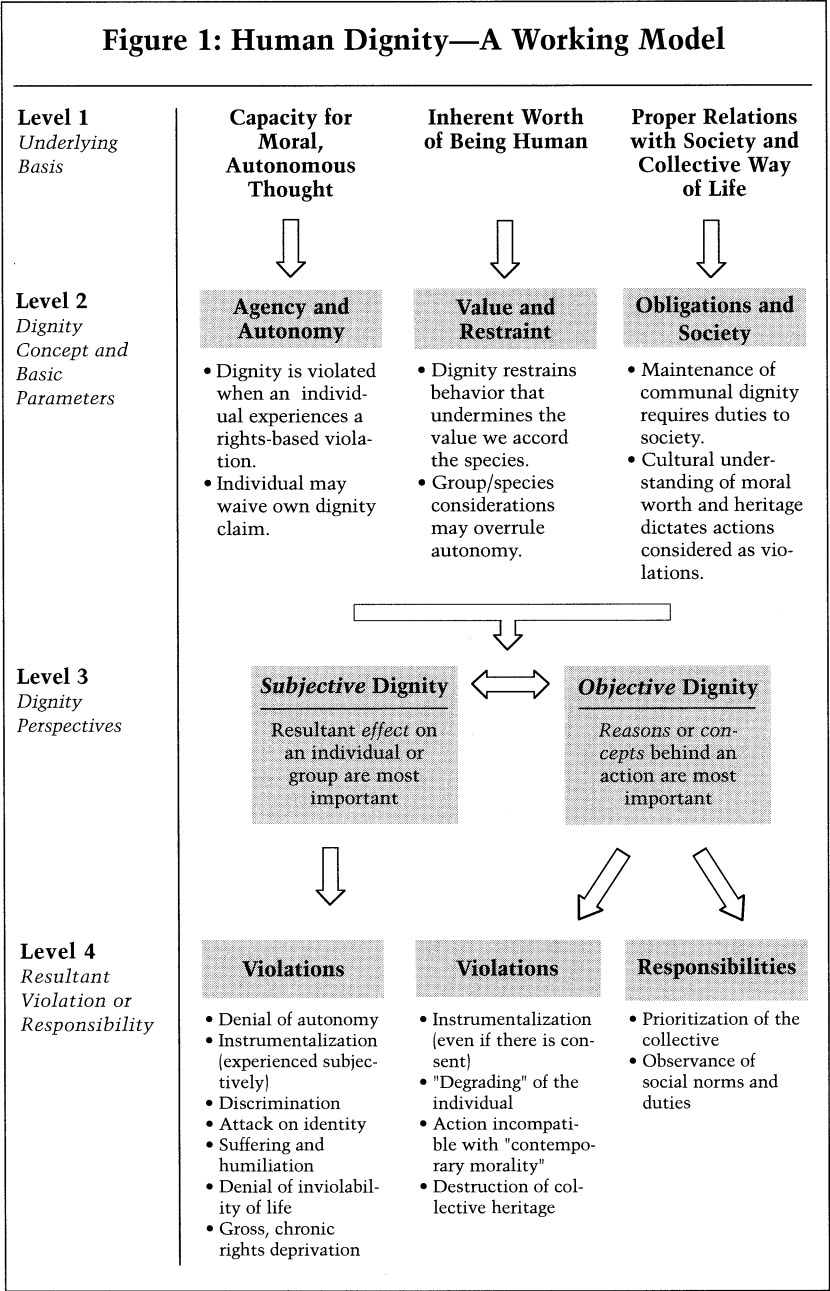 Figure 1: Human Dignity—A Working Model
Level 1
Underlying
Basis
Capacity for
Moral,
Autonomous
Thought
Inherent Worth
of Being Human
Proper Relations
with Society and
Collective Way
of Life
Level 2
Dignity
Concept and
Basic
Parameters
Agency and
Autonomy
• Dignity is violated
when an individ-
ual experiences a
rights-based viola-
tion.
• Individual may
waive own dignity
claim.
Value and
Restraint
• Dignity restrains
behavior that
undermines the
value we accord
the species.
• Group/species
considerations
may overrule
autonomy.
Obligations and
Society
• Maintenance of
communal dignity
requires duties to
society.
• Cultural under-
standing of moral
worth and heritage
dictates actions
considered as vio-
lations.
Level 3
Dignity
Perspectives
Subjective Dignity
Resultant effect on
an individual or
group are most
important
Objective Dignity
Reasons or con-
cepts behind an
action are most
important
Level 4
Resultant
Violation or
Responsibility
Violations
• Denial of autonomy
• Instrumentalization
(experienced subjec-
tively)
• Discrimination
• Attack on identity
• Suffering and
humiliation
• Denial of inviolabil-
ity of life
• Gross, chronic
rights deprivation
Violations
• Instrumentalization
(even if there is con-
sent)
• "Degrading" of the
individual
• Action incompati-
ble with "contempo-
rary morality"
• Destruction of col-
lective heritage
Responsibilities
• Prioritization of the
collective
• Observance of
social norms and
duties